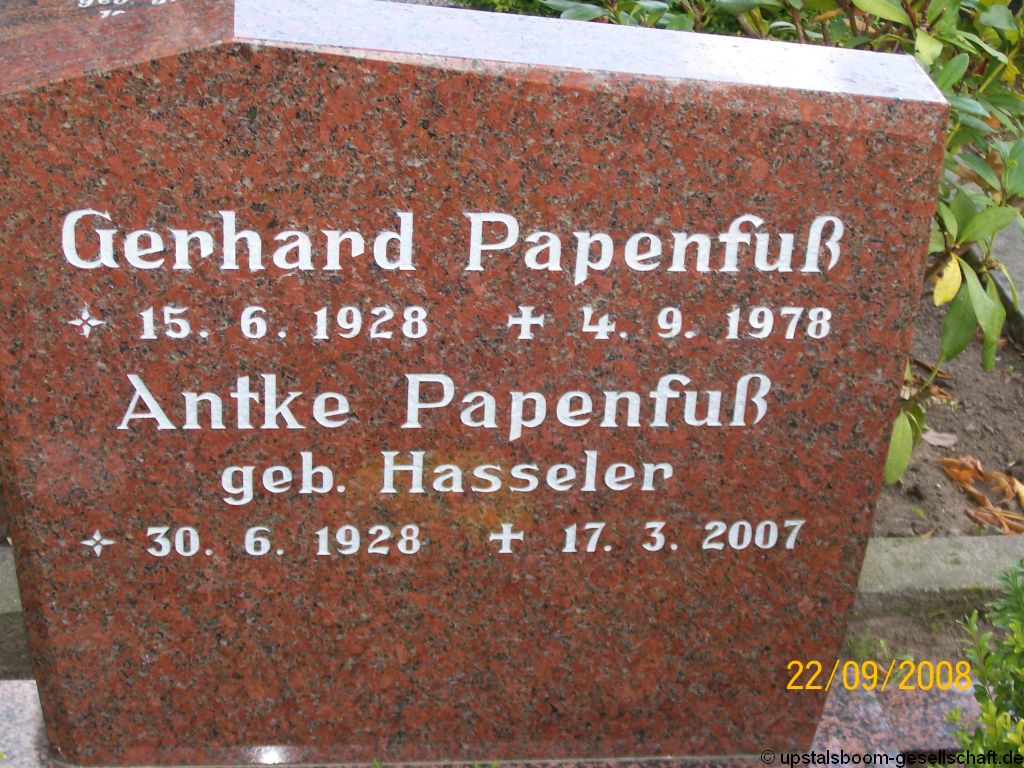 Gerhard Papenfuß
15. 6. 1928 ✝ 4. 9. 1978
Antke Papenfuß
geb. Hasseler
30. 6. 1928 ✝ 17. 3. 2007
22/09/2008
© upstalsboom-gesellschaft.de